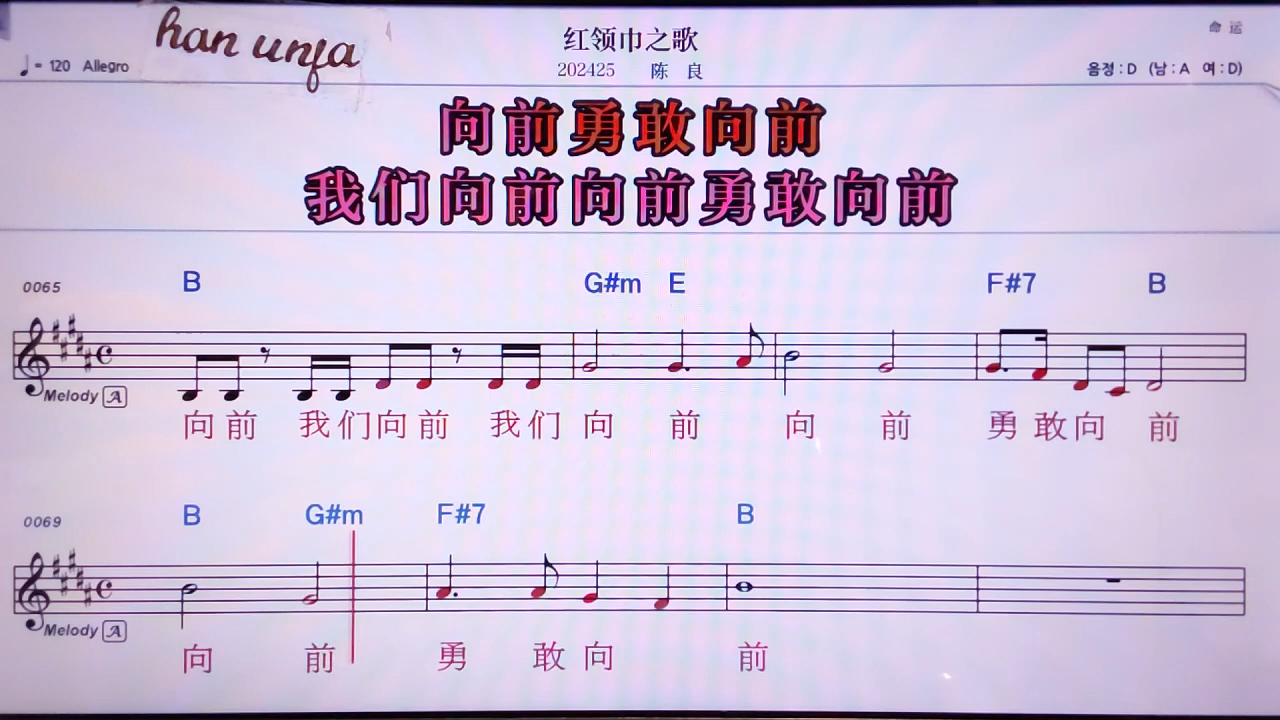 han unfa
红领巾之歌
命运
♩= 120 Allegro
202425 陈 良
음정 : D (남 : A 여 : D)
向前勇敢向前
我们向前向前勇敢向前
0065 B G#m E F#7 B
Melody A
向前 我们向前 我们向 前 向 前 勇敢向 前
0069 B G#m F#7 B
Melody A
向 前 勇 敢向 前